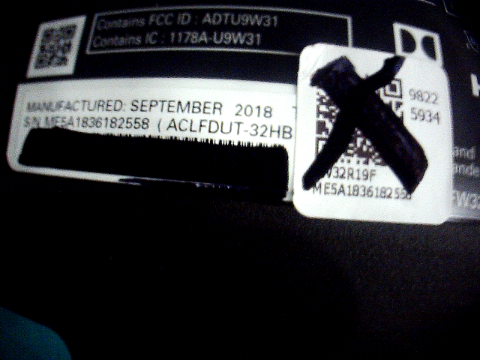 Contains FCC ID : ADTU9W31
Contains IC : 1178A-U9W31
MANUFACTURED: SEPTEMBER 2018
S/N ME5A1836182558 ( ACLFDUT-32HB
9822
5934
W32R19F
ME5A1836182558